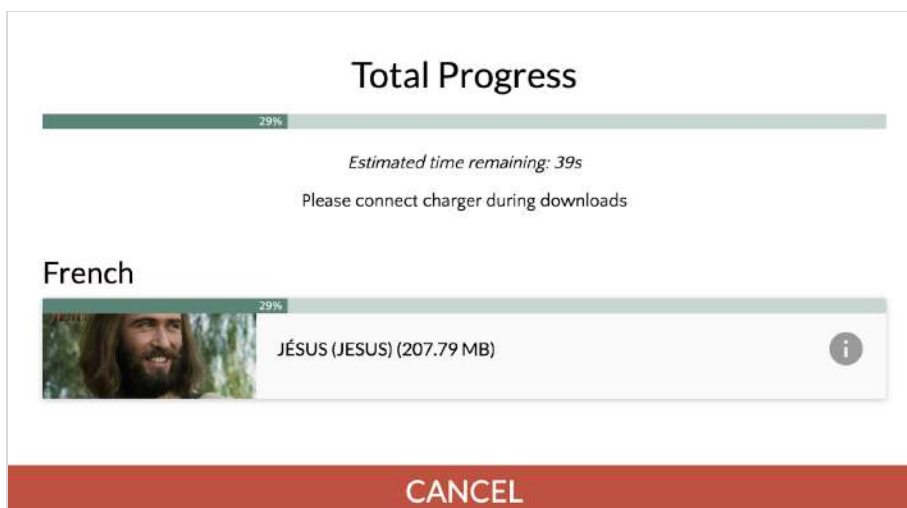 Total Progress
29%
Estimated time remaining: 39s
Please connect charger during downloads
French
29%
JÉSUS (JESUS) (207.79 MB)
i
CANCEL